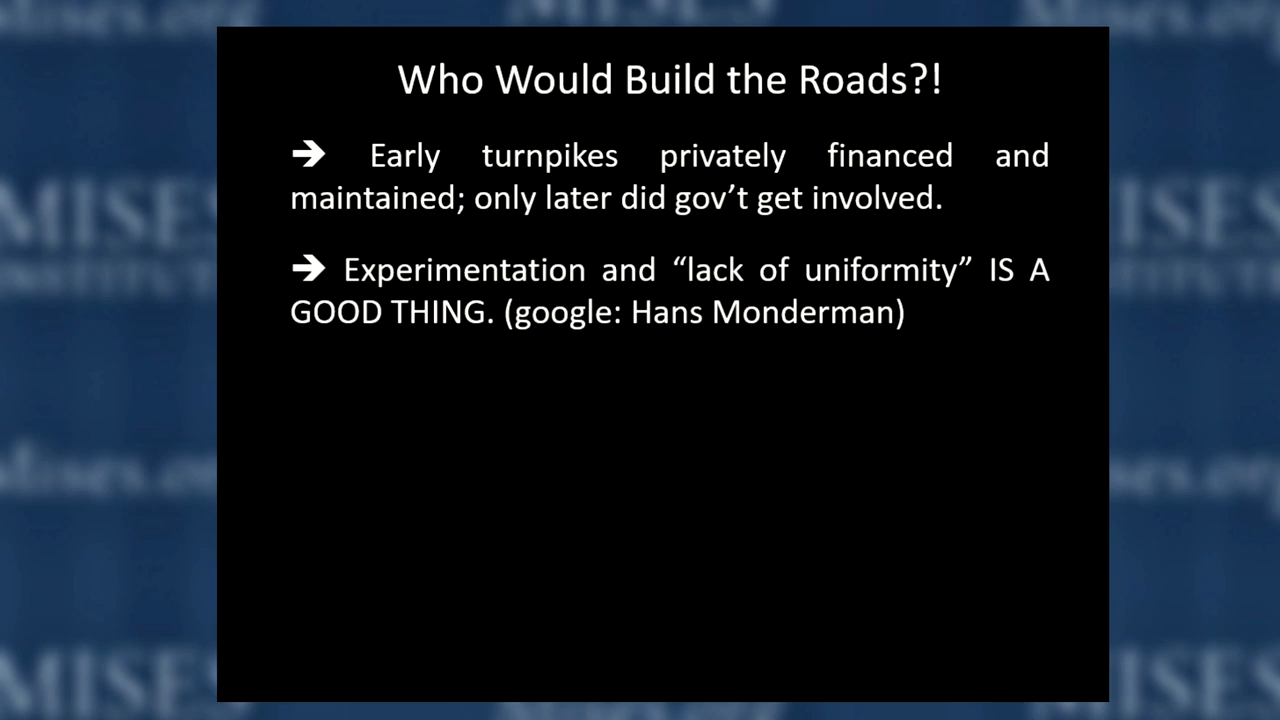 Who Would Build the Roads?!
➔ Early turnpikes privately financed and
maintained; only later did gov’t get involved.
➔ Experimentation and “lack of uniformity” IS A
GOOD THING. (google: Hans Monderman)